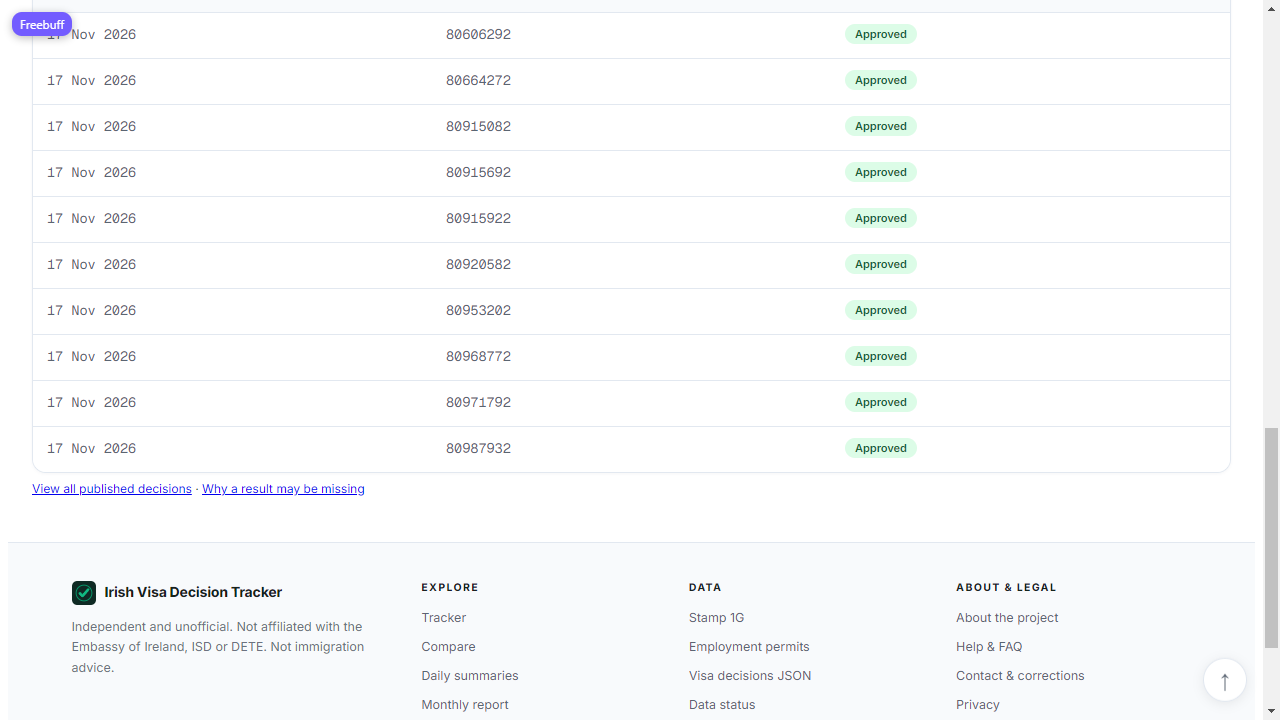 Freebuff
17 Nov 2026 80606292 Approved
17 Nov 2026 80664272 Approved
17 Nov 2026 80915082 Approved
17 Nov 2026 80915692 Approved
17 Nov 2026 80915922 Approved
17 Nov 2026 80920582 Approved
17 Nov 2026 80953202 Approved
17 Nov 2026 80968772 Approved
17 Nov 2026 80971792 Approved
17 Nov 2026 80987932 Approved
View all published decisions · Why a result may be missing
Irish Visa Decision Tracker
Independent and unofficial. Not affiliated with the
Embassy of Ireland, ISD or DETE. Not immigration
advice.
EXPLORE
Tracker
Compare
Daily summaries
Monthly report
DATA
Stamp 1G
Employment permits
Visa decisions JSON
Data status
ABOUT & LEGAL
About the project
Help & FAQ
Contact & corrections
Privacy